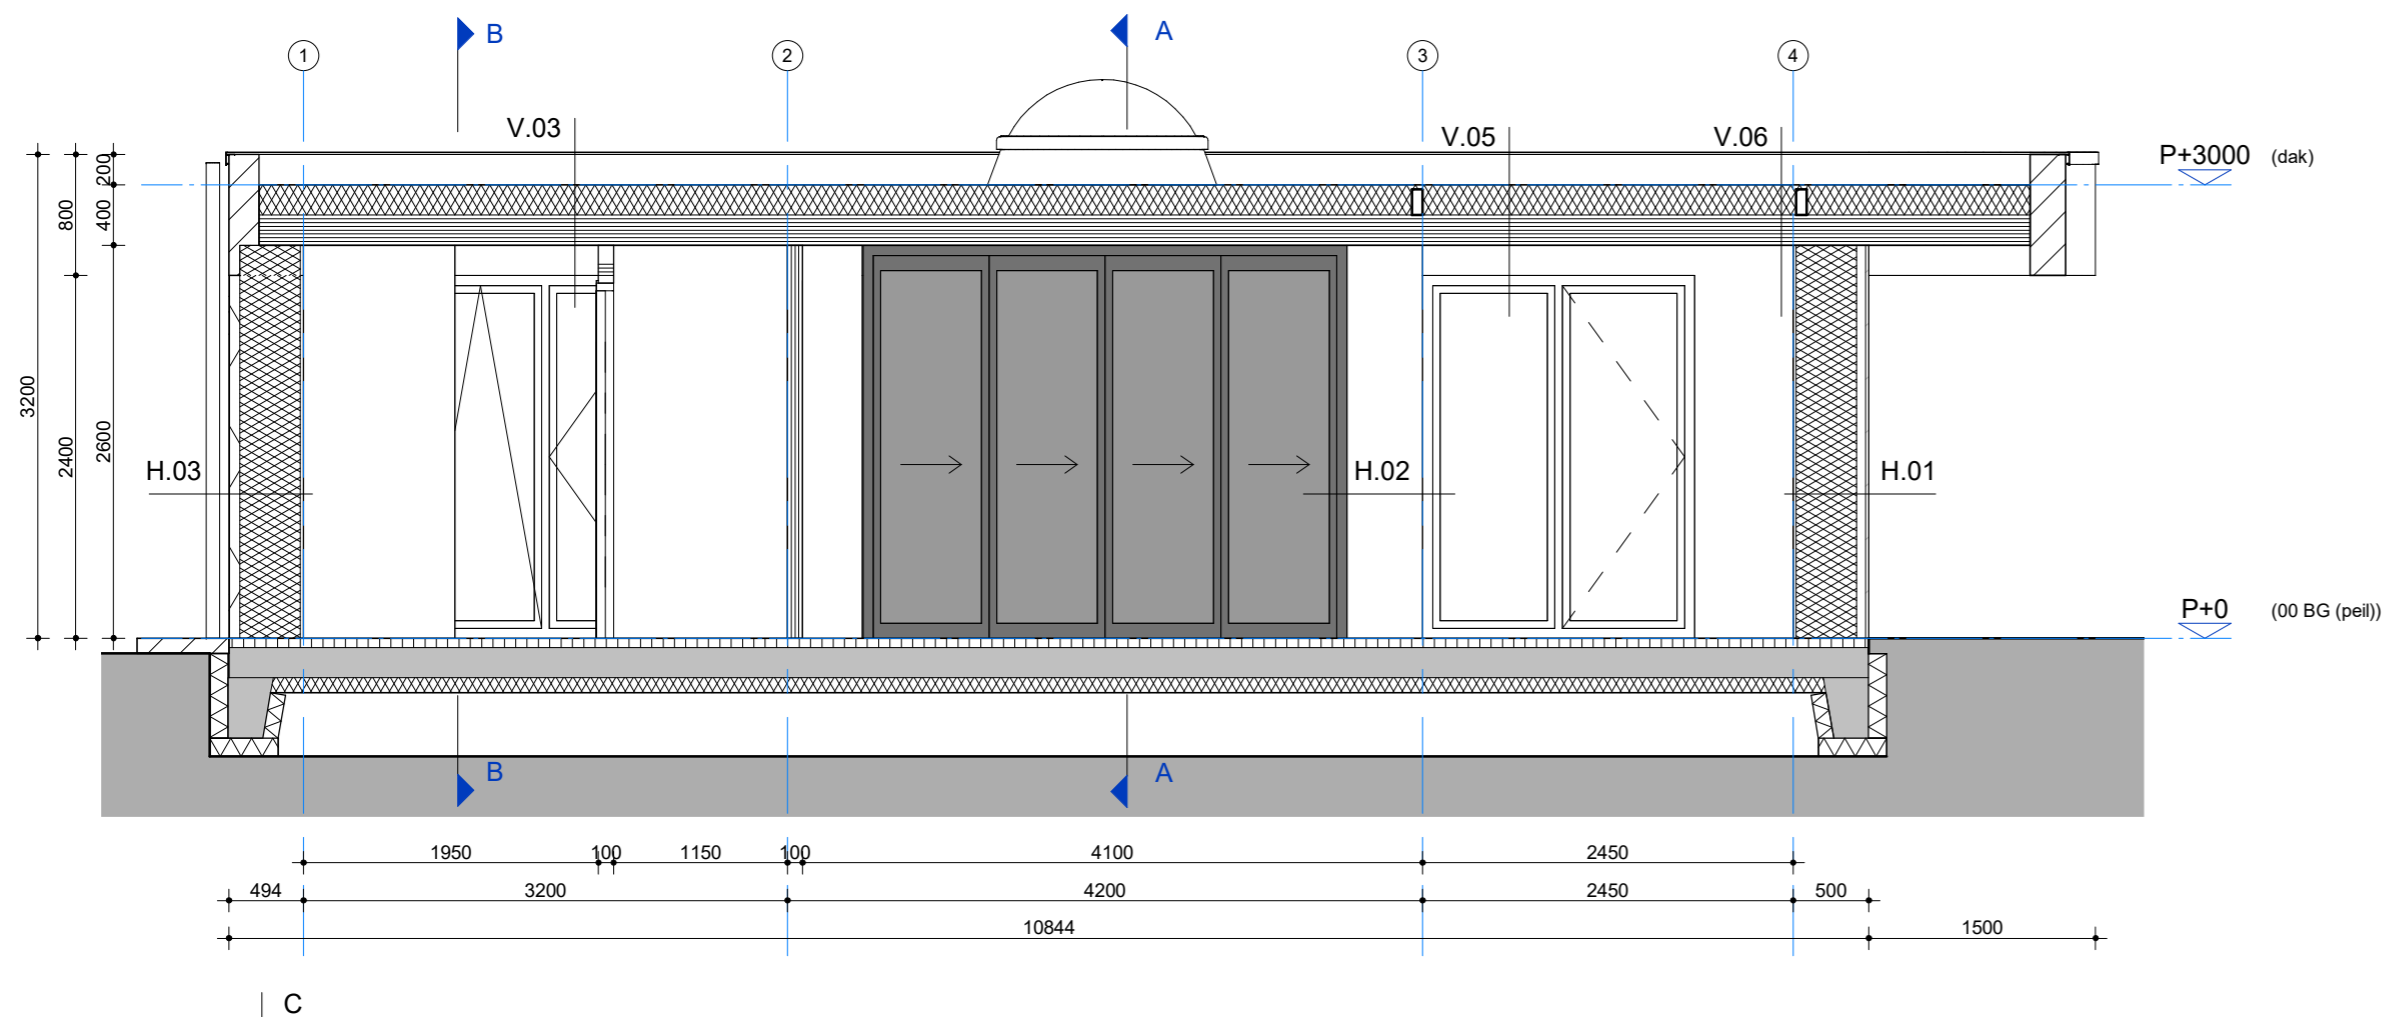 B
A
1
2
3
4
V.03
V.05
V.06
P+3000 (dak)
200
800
400
3200
2400
2600
H.03
H.02
H.01
P+0 (00 BG (peil))
B
A
1950 100 1150 100 4100 2450
494 3200 4200 2450 500
10844 1500
C